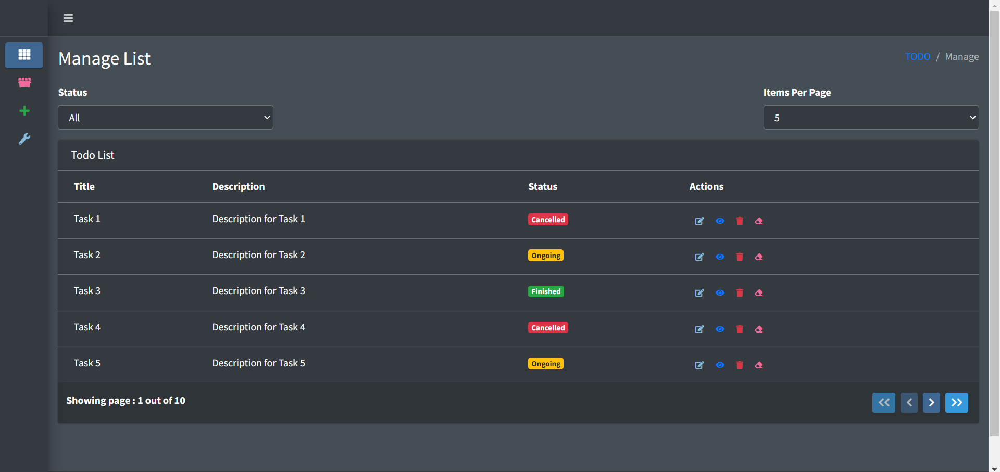 Manage List
TODO / Manage
Status
Items Per Page
All
5
Todo List
Title Description Status Actions
Task 1 Description for Task 1 Cancelled
Task 2 Description for Task 2 Ongoing
Task 3 Description for Task 3 Finished
Task 4 Description for Task 4 Cancelled
Task 5 Description for Task 5 Ongoing
Showing page : 1 out of 10